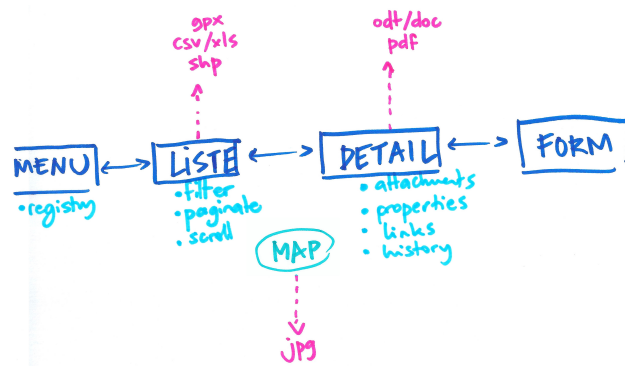 gpx
csv/xls
shp
odt/doc
pdf
MENU
LiSTE
DETAIL
FORM
• registry
• filter
• paginate
• scroll
• attachments
• properties
• links
• history
MAP
jpg